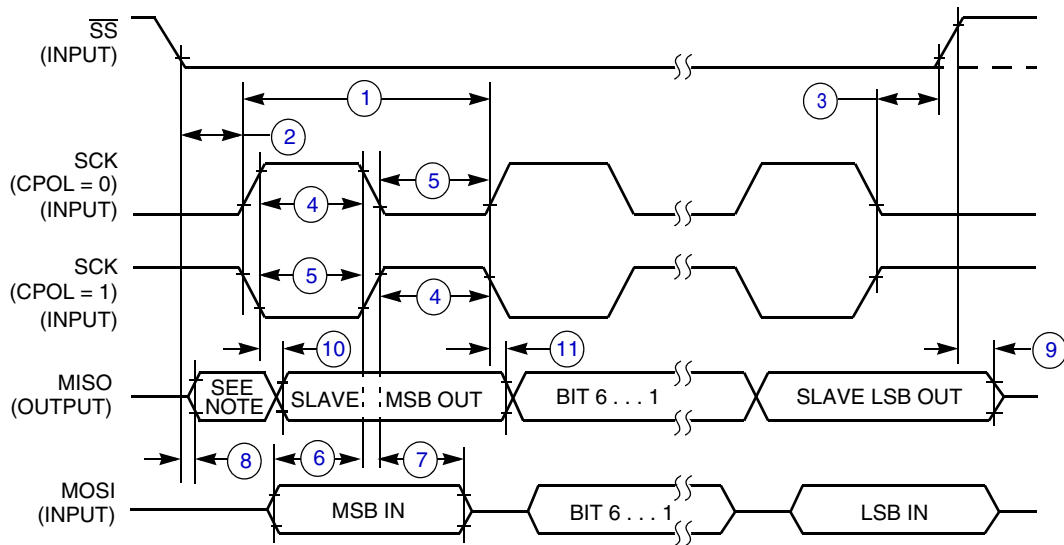 SS
(INPUT)
1
3
2
SCK
(CPOL = 0)
(INPUT)
5
4
SCK
(CPOL = 1)
(INPUT)
5
4
10
11
9
MISO
(OUTPUT)
SEE
NOTE
SLAVE
MSB OUT
BIT 6 . . . 1
SLAVE LSB OUT
8
6
7
MOSI
(INPUT)
MSB IN
BIT 6 . . . 1
LSB IN